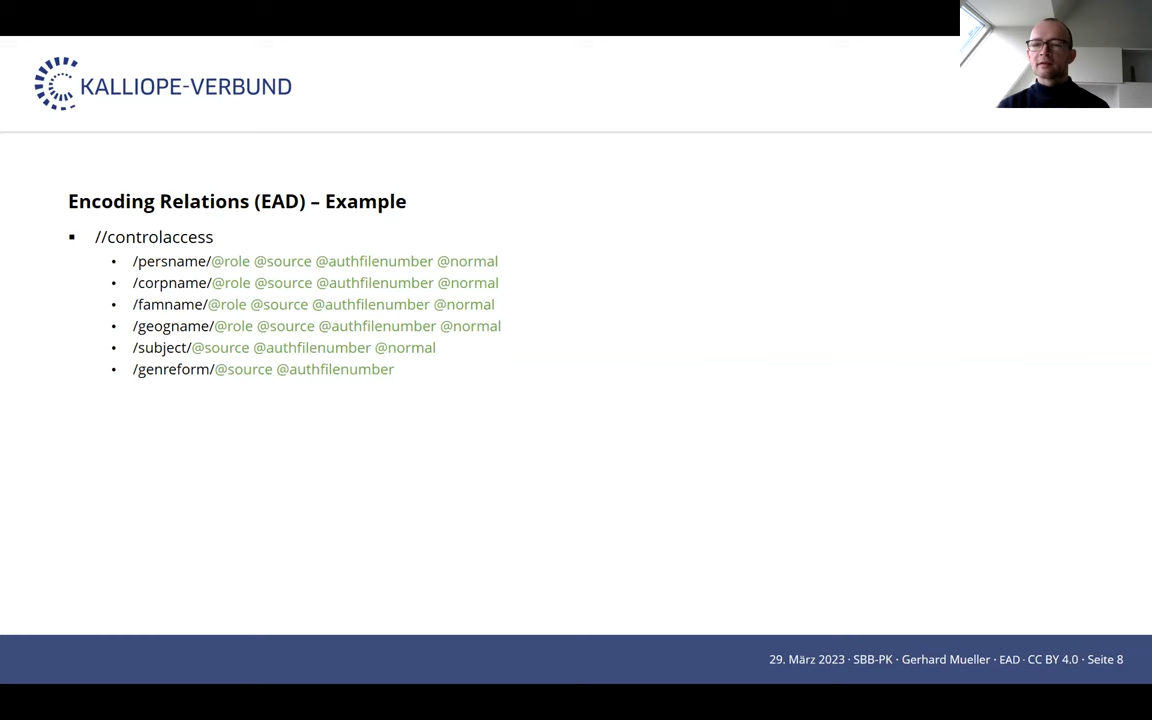 KALLIOPE-VERBUND
Encoding Relations (EAD) – Example
▪ //controlaccess
• /persname/@role @source @authfilenumber @normal
• /corpname/@role @source @authfilenumber @normal
• /famname/@role @source @authfilenumber @normal
• /geogname/@role @source @authfilenumber @normal
• /subject/@source @authfilenumber @normal
• /genreform/@source @authfilenumber
29. März 2023 · SBB-PK · Gerhard Mueller · EAD · CC BY 4.0 · Seite 8